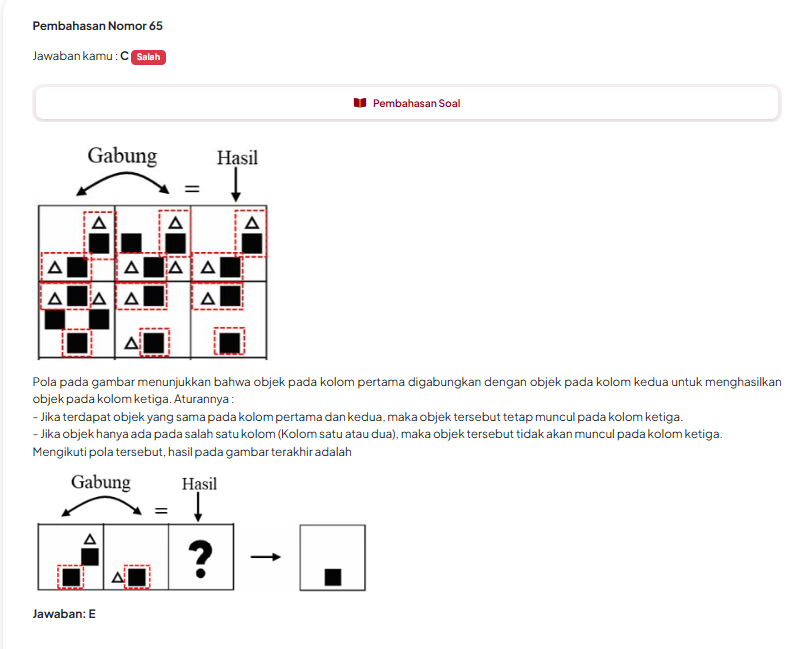 Pembahasan Nomor 65
Jawaban kamu : C Salah
Pembahasan Soal
Gabung Hasil
=
Pola pada gambar menunjukkan bahwa objek pada kolom pertama digabungkan dengan objek pada kolom kedua untuk menghasilkan
objek pada kolom ketiga. Aturannya :
- Jika terdapat objek yang sama pada kolom pertama dan kedua, maka objek tersebut tetap muncul pada kolom ketiga.
- Jika objek hanya ada pada salah satu kolom (Kolom satu atau dua), maka objek tersebut tidak akan muncul pada kolom ketiga.
Mengikuti pola tersebut, hasil pada gambar terakhir adalah
Gabung Hasil
=
?
Jawaban: E